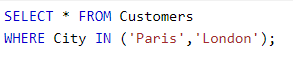 SELECT * FROM Customers
WHERE City IN ('Paris','London');